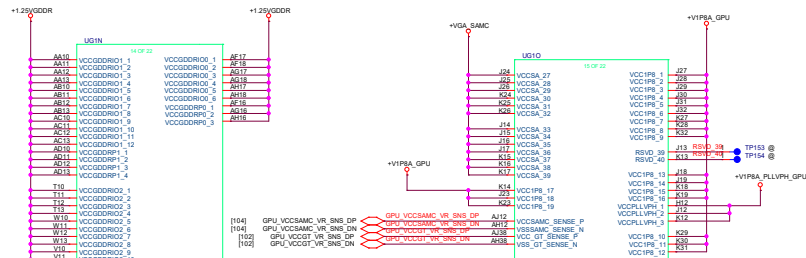 +1.25VGDDR
+1.25VGDDR
UG1N
14 OF 22
AA10 VCCGDDRIO1_1 VCCGDDRIO0_1 AF17
AA11 VCCGDDRIO1_2 VCCGDDRIO0_2 AF18
AA12 VCCGDDRIO1_3 VCCGDDRIO0_3 AG17
AA13 VCCGDDRIO1_4 VCCGDDRIO0_4 AG18
AB10 VCCGDDRIO1_5 VCCGDDRIO0_5 AH17
AB11 VCCGDDRIO1_6 VCCGDDRIO0_6 AH18
AB12 VCCGDDRIO1_7 VCCGDDRP0_1 AF16
AB13 VCCGDDRIO1_8 VCCGDDRP0_2 AG16
AC10 VCCGDDRIO1_9 VCCGDDRP0_3 AH16
AC11 VCCGDDRIO1_10
AC12 VCCGDDRIO1_11
AC13 VCCGDDRIO1_12
AD10 VCCGDDRP1_1
AD11 VCCGDDRP1_2
AD12 VCCGDDRP1_3
AD13 VCCGDDRP1_4
T10 VCCGDDRIO2_1
T11 VCCGDDRIO2_2
T12 VCCGDDRIO2_3
T13 VCCGDDRIO2_4
W10 VCCGDDRIO2_5
W11 VCCGDDRIO2_6
W12 VCCGDDRIO2_7
W13 VCCGDDRIO2_8
V10 VCCGDDRIO2_9
V11
+VGA_SAMC
+V1P8A_GPU
UG1O
15 OF 22
J24 VCCSA_27 VCC1P8_1 J27
J25 VCCSA_28 VCC1P8_2 J28
J26 VCCSA_29 VCC1P8_3 J29
K24 VCCSA_30 VCC1P8_4 J30
K25 VCCSA_31 VCC1P8_5 J31
K26 VCCSA_32 VCC1P8_6 J32
VCC1P8_7 K27
J14 VCCSA_33 VCC1P8_8 K28
J15 VCCSA_34 VCC1P8_9 K32
J16 VCCSA_35
J17 VCCSA_36 RSVD_39 J13 RSVD_39 TP153 @
K15 VCCSA_37 RSVD_40 K13 RSVD_40 TP154 @
K16 VCCSA_38
K17 VCCSA_39 VCC1P8_13 J18
+V1P8A_GPU
VCC1P8_14 J19
K14 VCC1P8_17 VCC1P8_15 K18
J23 VCC1P8_18 VCC1P8_16 K19
K23 VCC1P8_19 VCCPLLVPH_1 H12
+V1P8A_PLLVPH_GPU
VCCPLLVPH_2 J12
VCCPLLVPH_3 K12
[104] GPU_VCCSAMC_VR_SNS_DP GPU_VCCSAMC_VR_SNS_DP AJ12 VCCSAMC_SENSE_P
[104] GPU_VCCSAMC_VR_SNS_DN GPU_VCCSAMC_VR_SNS_DN AH12 VSSSAMC_SENSE_N
[102] GPU_VCCGT_VR_SNS_DP GPU_VCCGT_VR_SNS_DP AJ38 VCC_GT_SENSE_P VCC1P8_10 K29
[102] GPU_VCCGT_VR_SNS_DN GPU_VCCGT_VR_SNS_DN AH38 VSS_GT_SENSE_N VCC1P8_11 K30
VCC1P8_12 K31